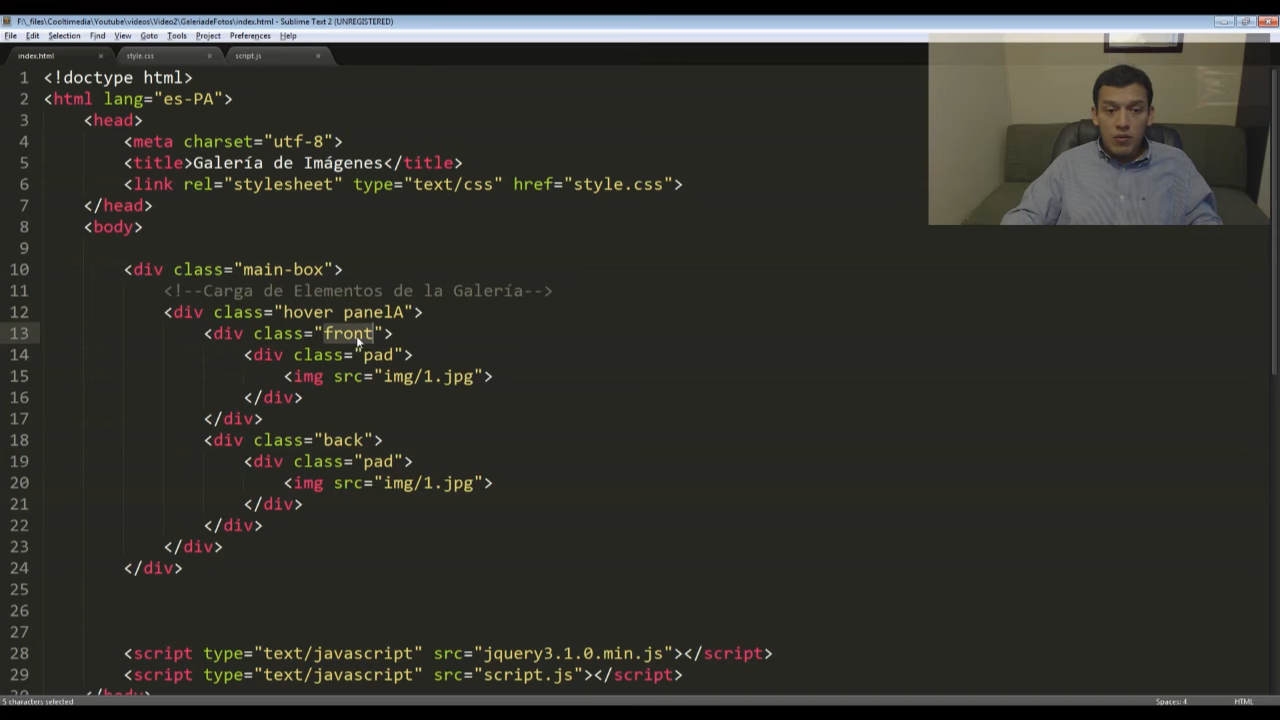 F:\_files\Cooltimedia\Youtube\videos\Video2\GaleriadeFotos\index.html - Sublime Text 2 (UNREGISTERED)
File Edit Selection Find View Goto Tools Project Preferences Help
index.html × style.css × script.js ×
1 <!doctype html>
2 <html lang="es-PA">
3 <head>
4 <meta charset="utf-8">
5 <title>Galería de Imágenes</title>
6 <link rel="stylesheet" type="text/css" href="style.css">
7 </head>
8 <body>
9
10 <div class="main-box">
11 <!--Carga de Elementos de la Galería-->
12 <div class="hover panelA">
13 <div class="front">
14 <div class="pad">
15 <img src="img/1.jpg">
16 </div>
17 </div>
18 <div class="back">
19 <div class="pad">
20 <img src="img/1.jpg">
21 </div>
22 </div>
23 </div>
24 </div>
25
26
27
28 <script type="text/javascript" src="jquery3.1.0.min.js"></script>
29 <script type="text/javascript" src="script.js"></script>
30 </body>
5 characters selected Spaces: 4 HTML